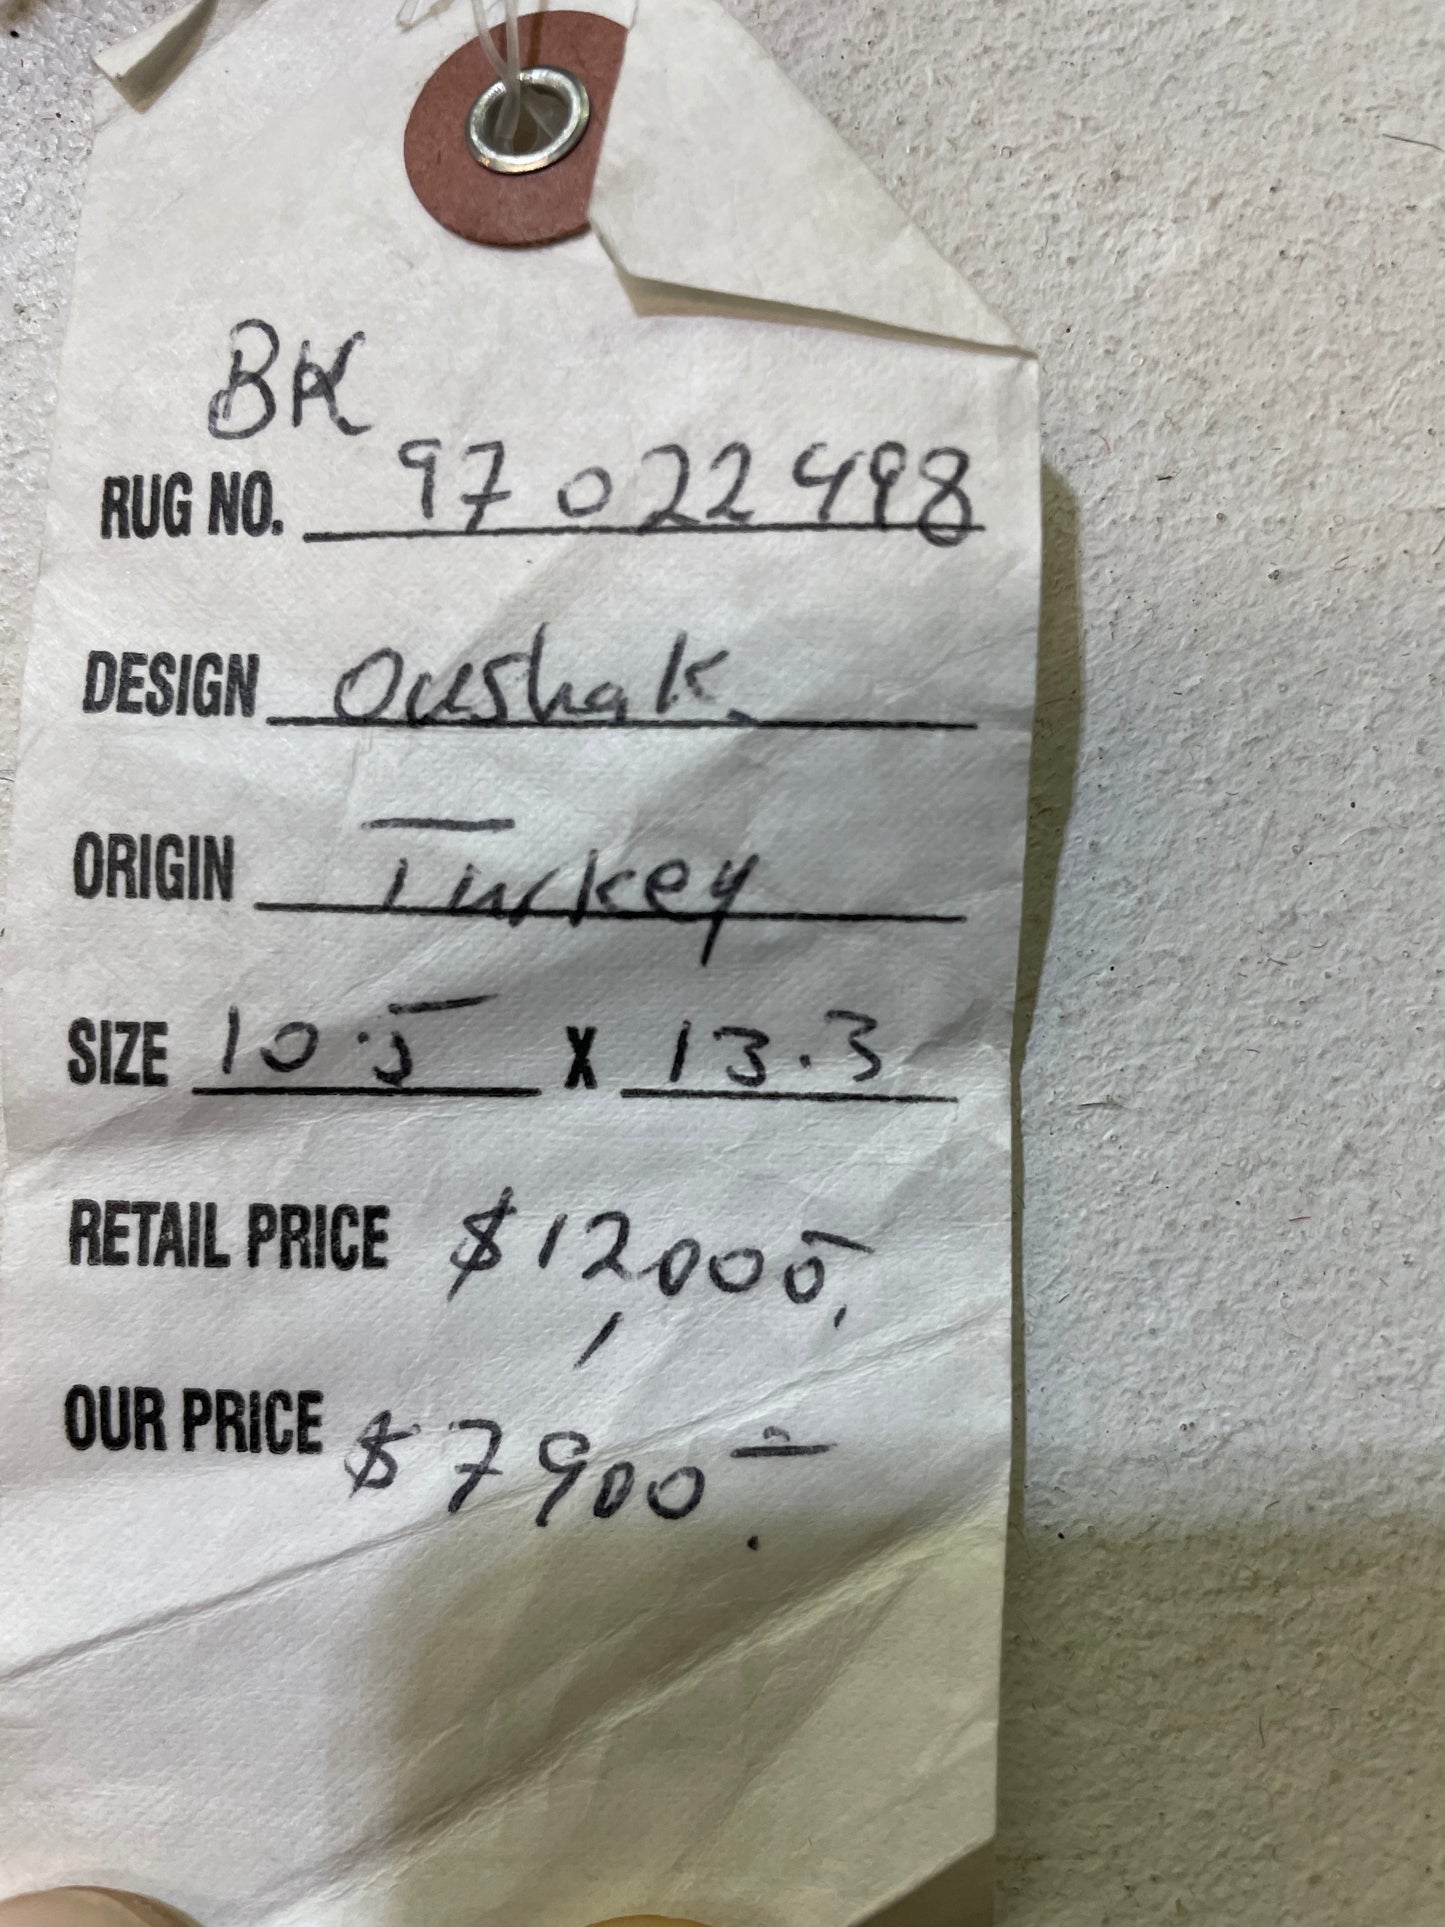 BK
RUG NO. 97022498
DESIGN Oushak
ORIGIN Turkey
SIZE 10.5 X 13.3
RETAIL PRICE $12,000
OUR PRICE $7900.